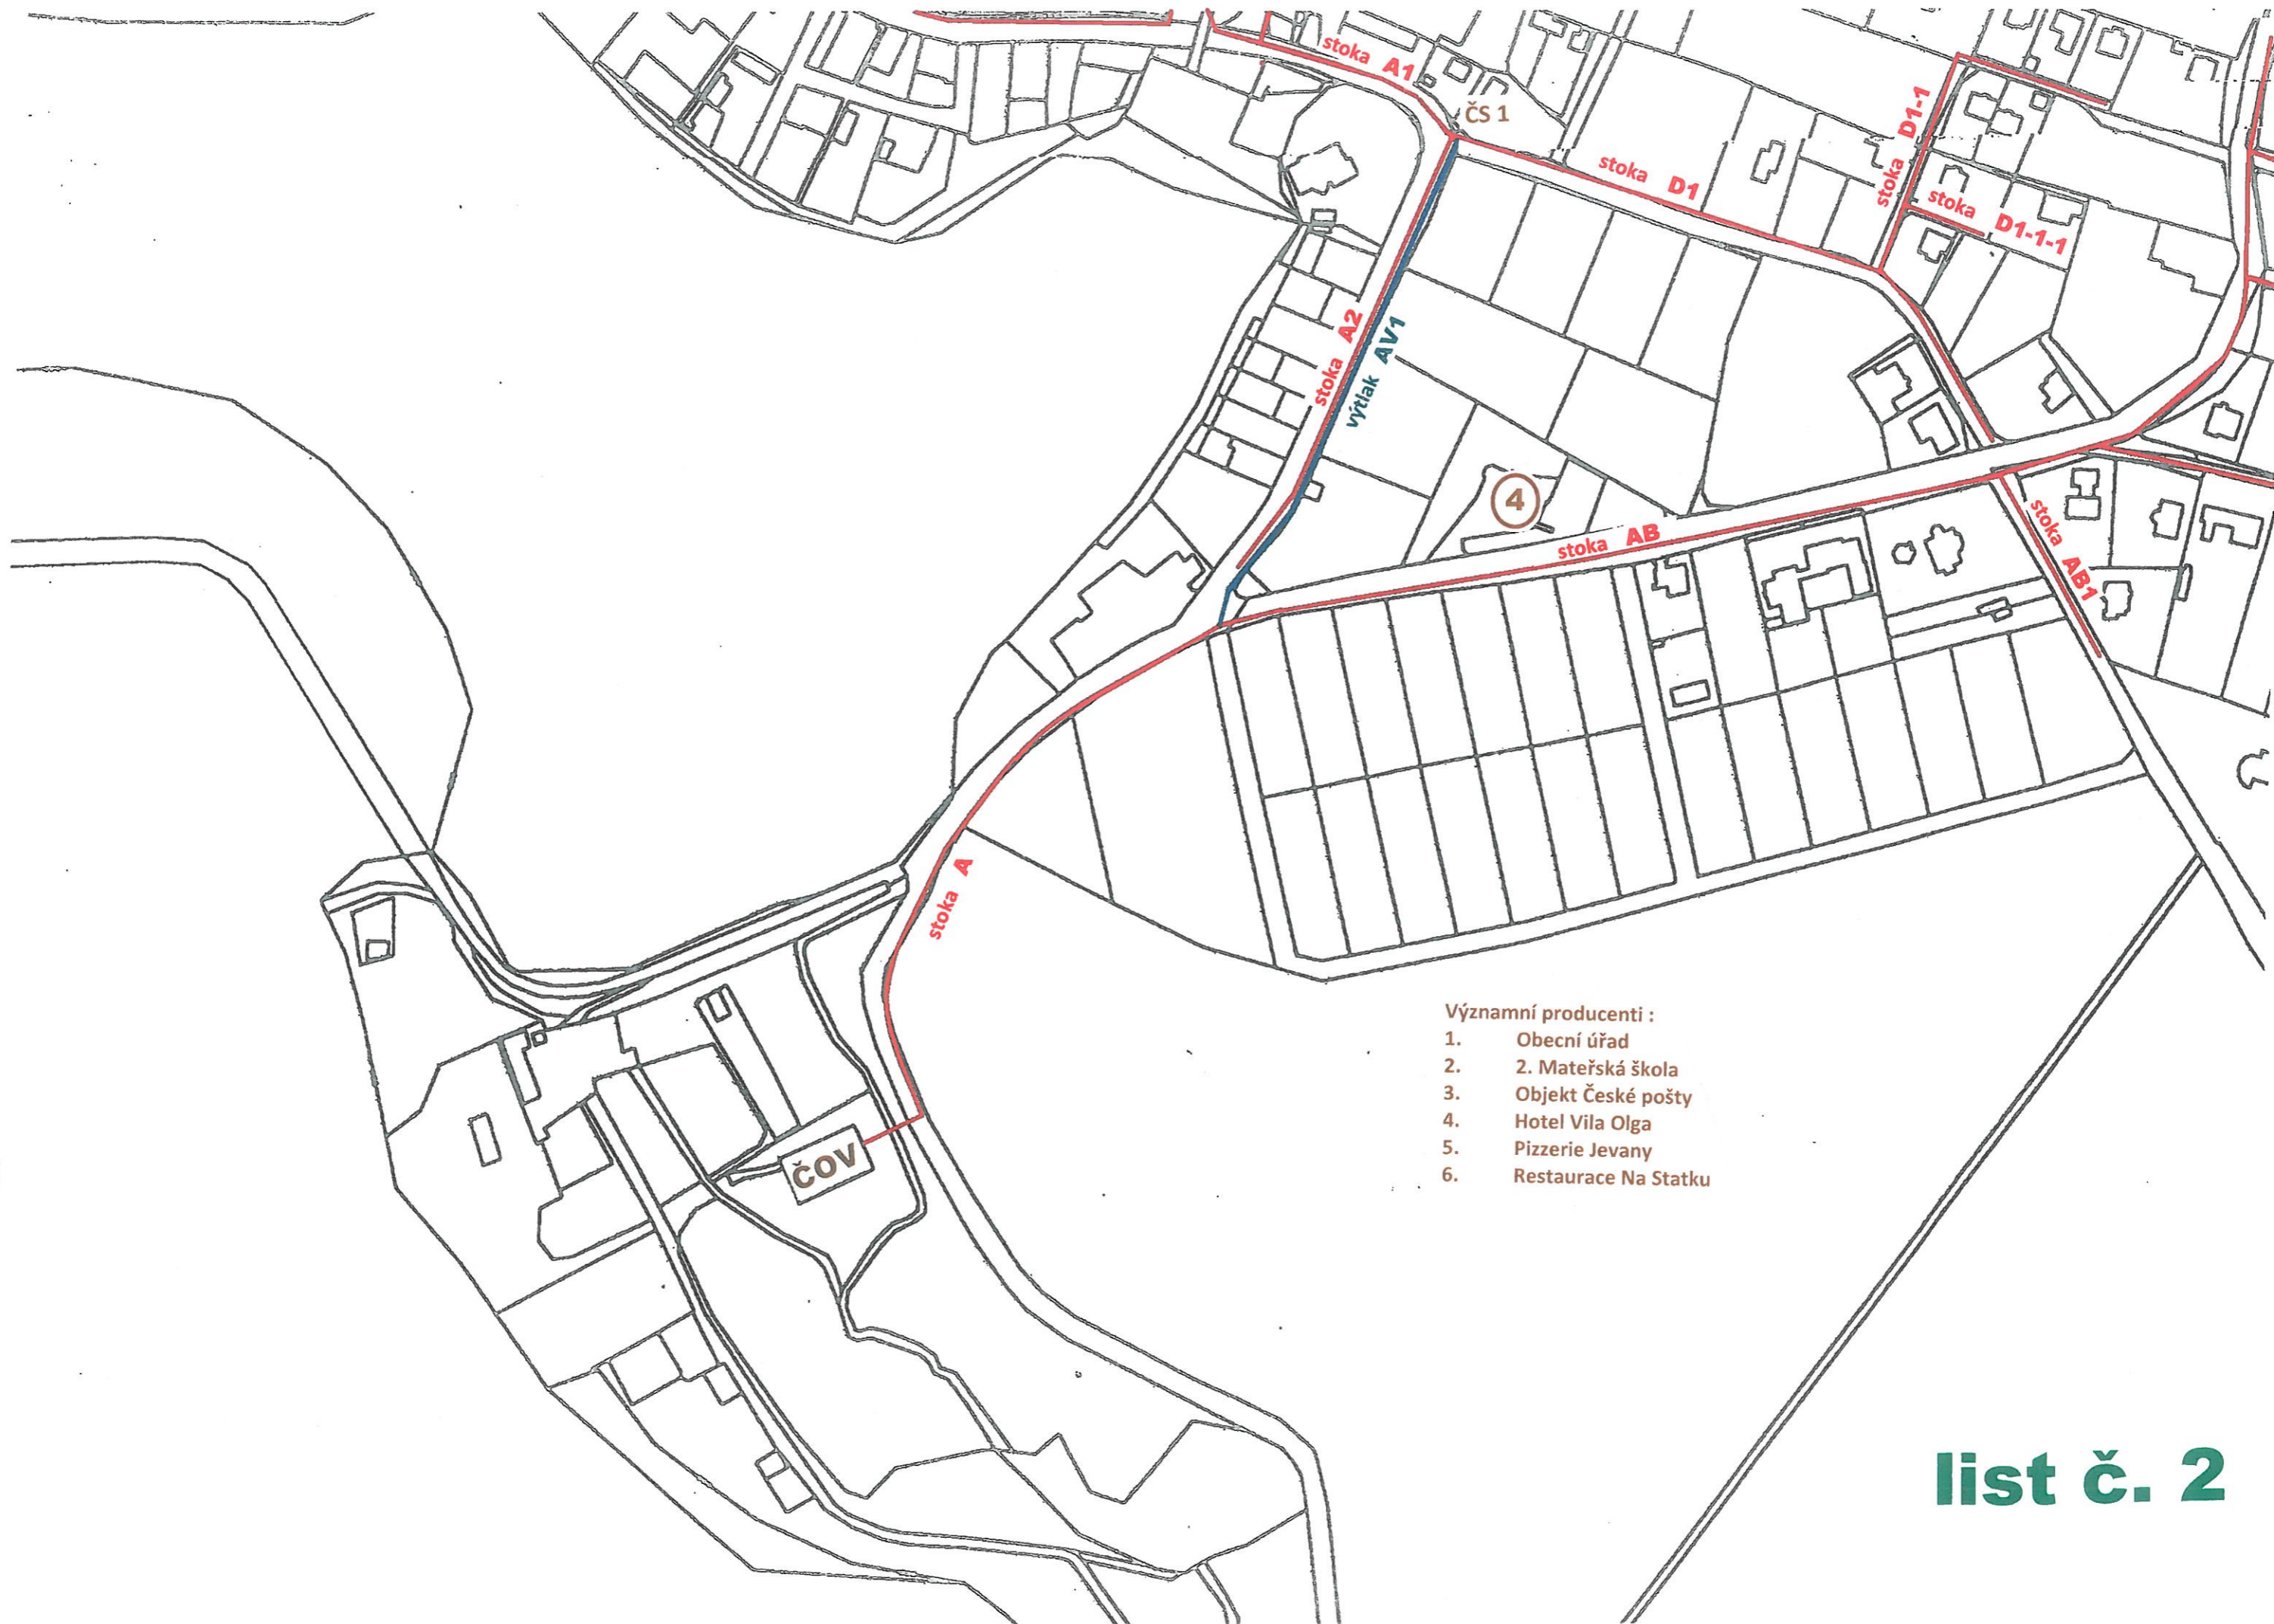 stoka A1
ČS 1
stoka D1
stoka D1-1
stoka D1-1-1
stoka A2
výtlak AV1
4
stoka AB
stoka AB1
stoka A
ČOV
Významní producenti :
1. Obecní úřad
2. 2. Mateřská škola
3. Objekt České pošty
4. Hotel Vila Olga
5. Pizzerie Jevany
6. Restaurace Na Statku
list č. 2